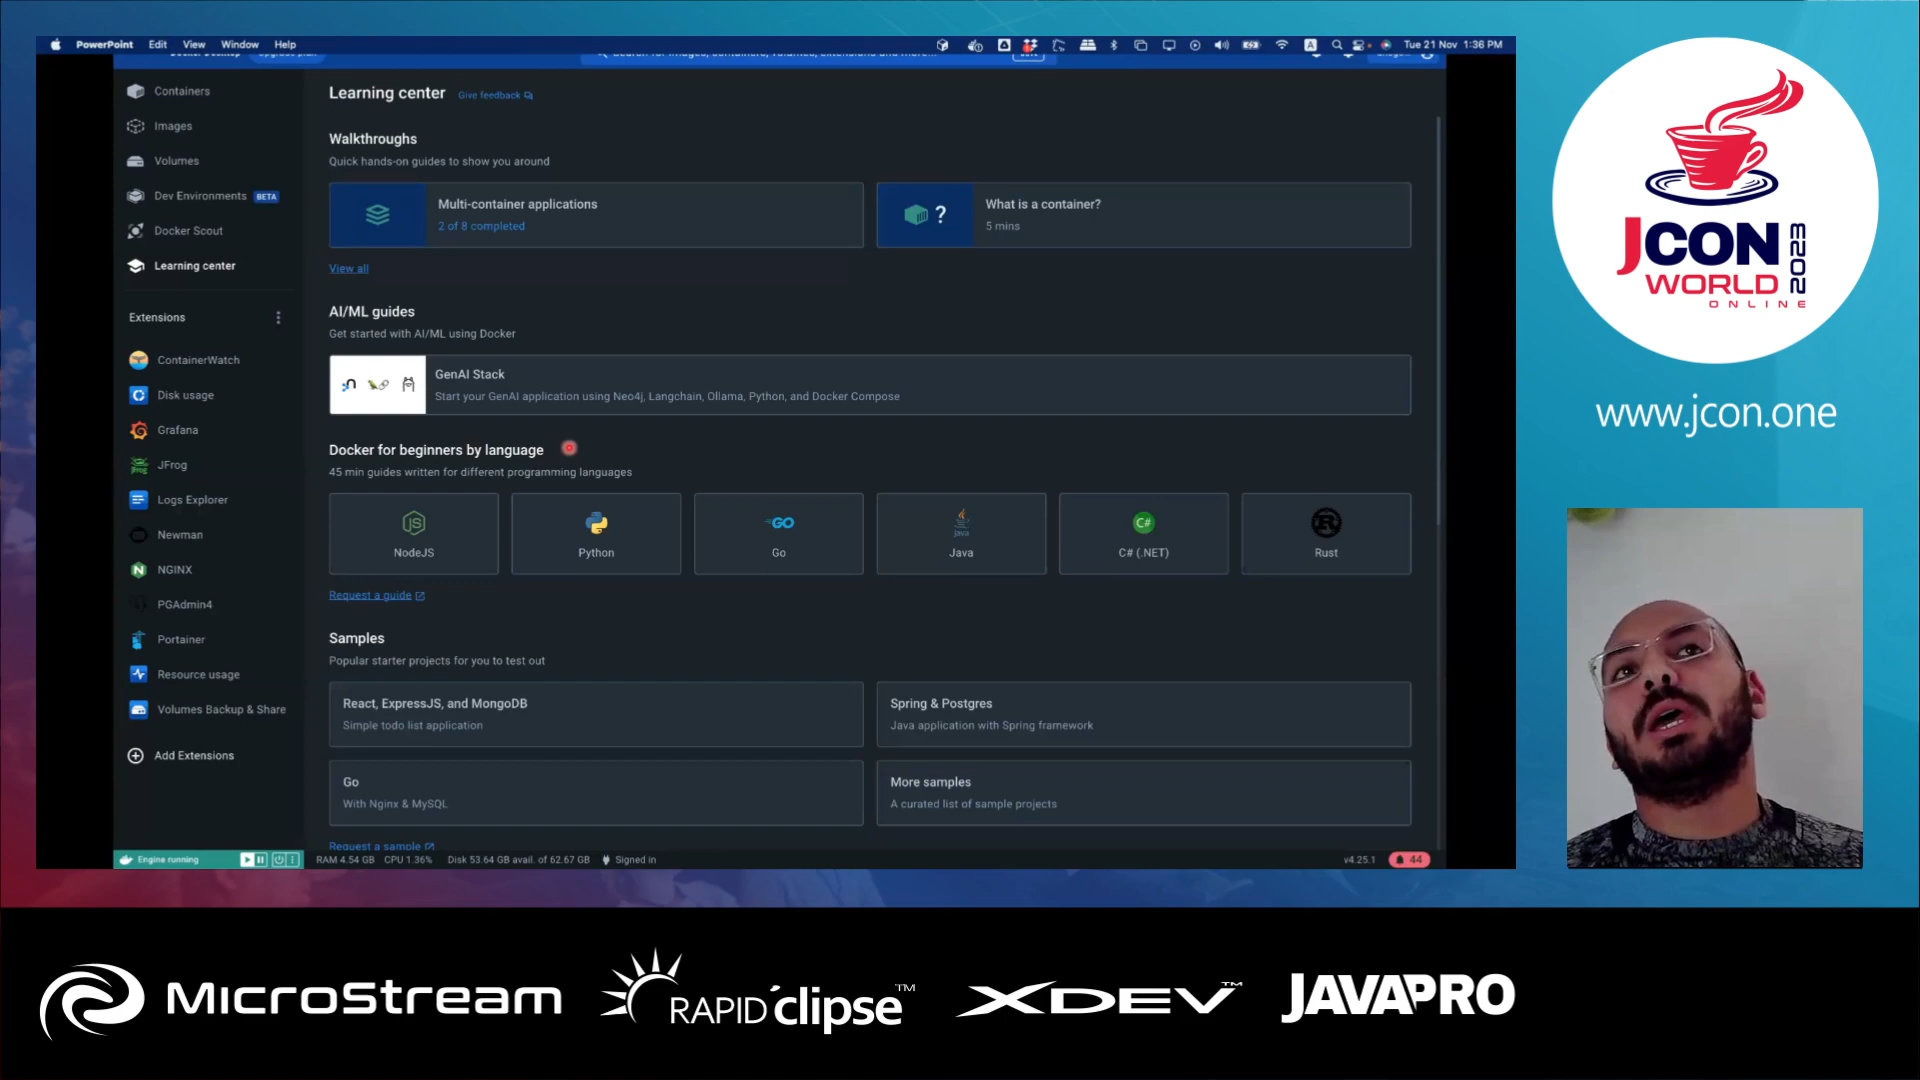 PowerPoint Edit View Window Help
Tue 21 Nov 1:36 PM
Containers
Images
Volumes
Dev Environments BETA
Docker Scout
Learning center
Extensions
ContainerWatch
Disk usage
Grafana
JFrog
Logs Explorer
Newman
NGINX
PGAdmin4
Portainer
Resource usage
Volumes Backup & Share
Add Extensions
Learning center Give feedback
Walkthroughs
Quick hands-on guides to show you around
Multi-container applications
2 of 8 completed
What is a container?
5 mins
View all
AI/ML guides
Get started with AI/ML using Docker
GenAI Stack
Start your GenAI application using Neo4j, Langchain, Ollama, Python, and Docker Compose
Docker for beginners by language
45 min guides written for different programming languages
NodeJS
Python
GO
Go
Java
Java
C#
C# (.NET)
Rust
Request a guide
Samples
Popular starter projects for you to test out
React, ExpressJS, and MongoDB
Simple todo list application
Spring & Postgres
Java application with Spring framework
Go
With Nginx & MySQL
More samples
A curated list of sample projects
Request a sample
Engine running
RAM 4.54 GB CPU 1.36% Disk 53.64 GB avail. of 62.67 GB Signed in
v4.25.1 44
JCON
WORLD
ONLINE
2023
www.jcon.one
MICROSTREAM
RAPID'clipse™
XDEV™
JAVAPRO